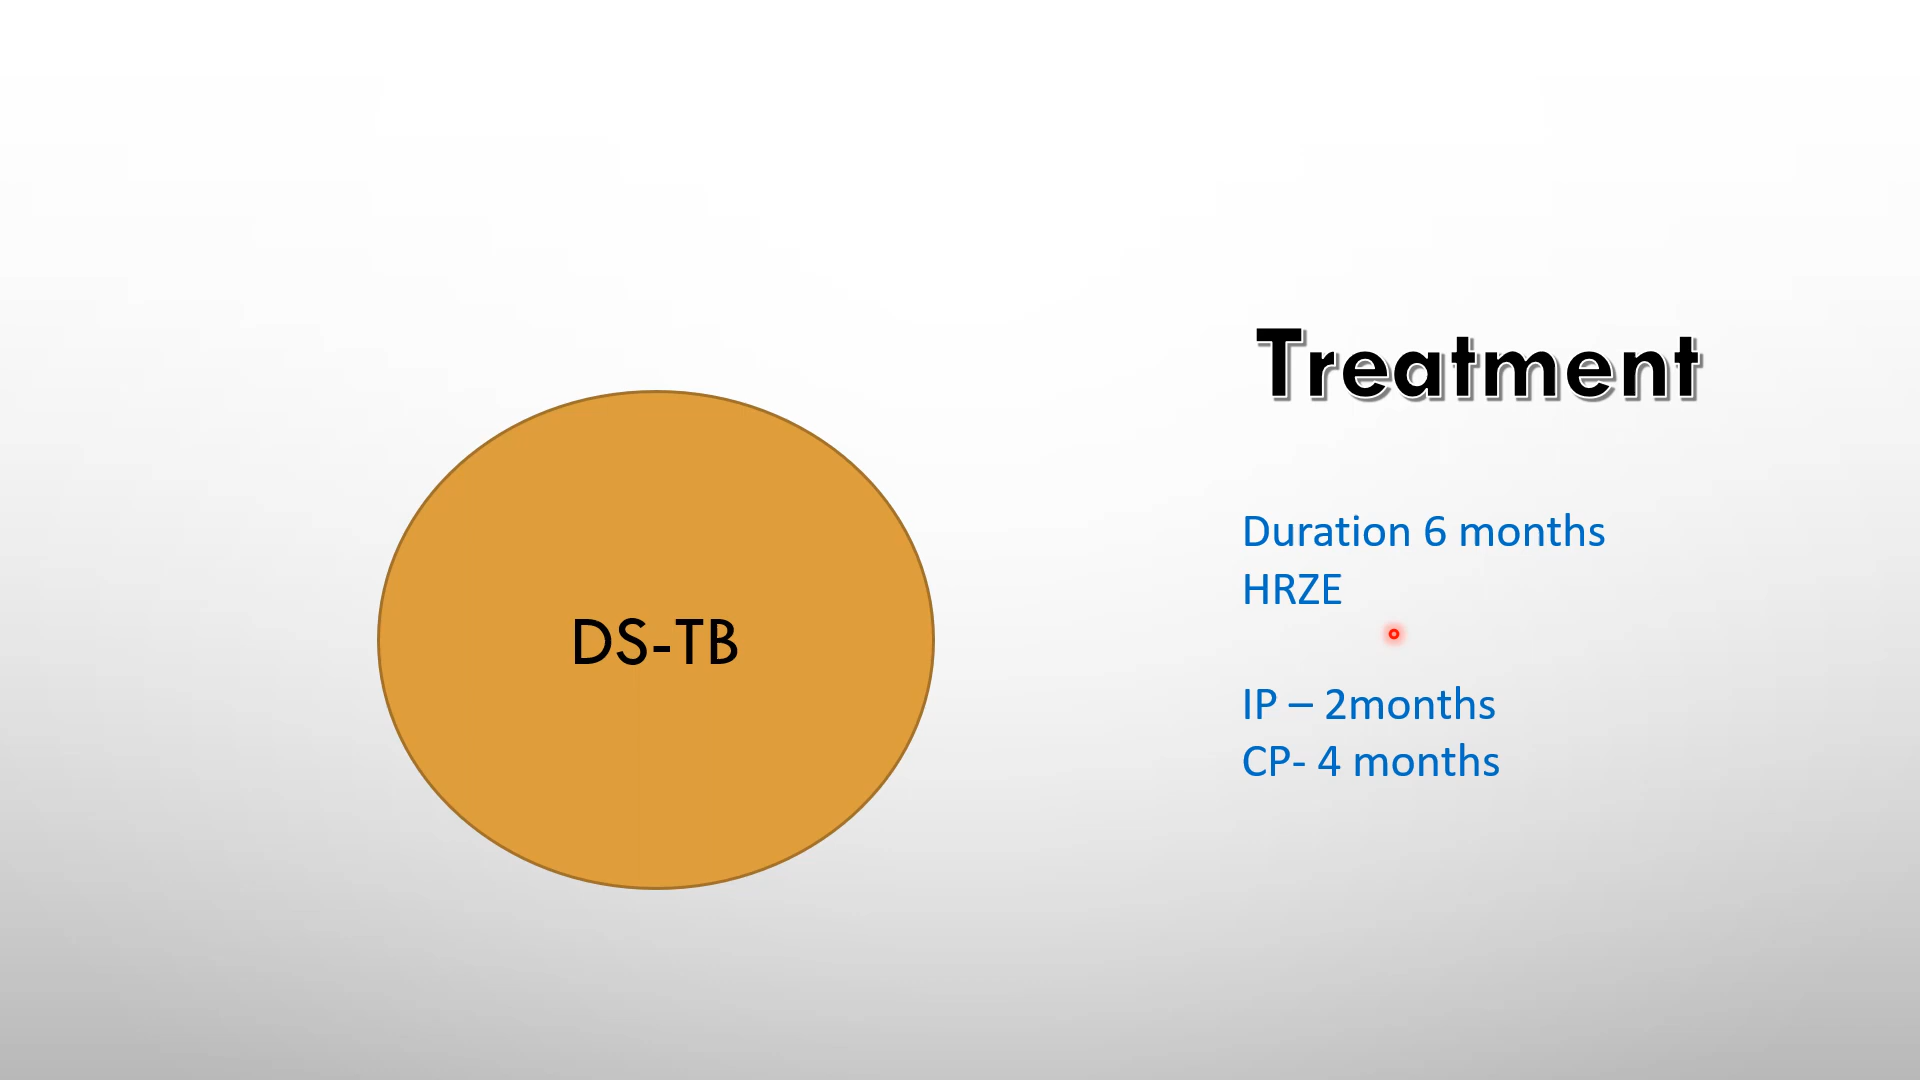 Treatment
DS-TB
Duration 6 months
HRZE
IP – 2months
CP- 4 months